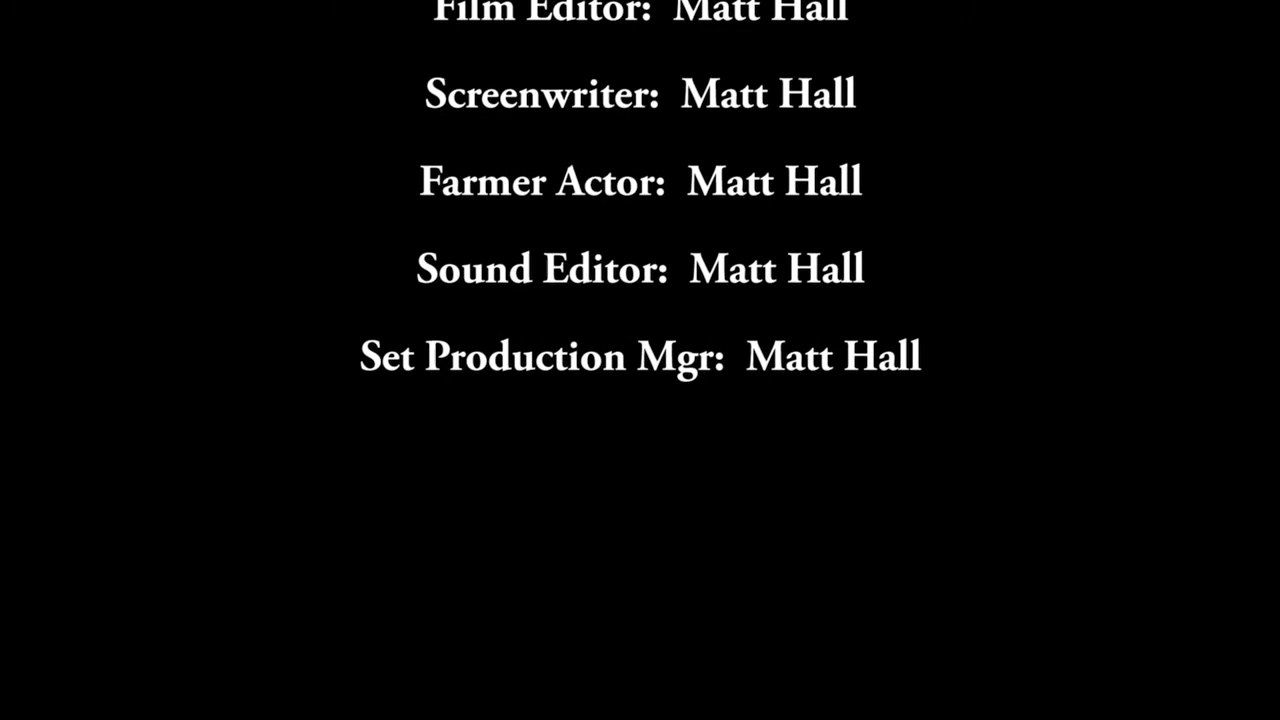 Film Editor:  Matt Hall
Screenwriter:  Matt Hall
Farmer Actor:  Matt Hall
Sound Editor:  Matt Hall
Set Production Mgr:  Matt Hall